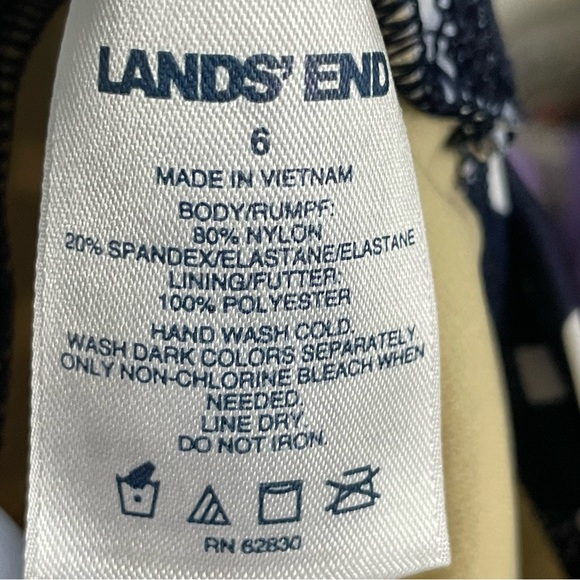 LANDS' END
6
MADE IN VIETNAM
BODY/RUMPF:
80% NYLON
20% SPANDEX/ELASTANE/ELASTANE
LINING/FUTTER:
100% POLYESTER
HAND WASH COLD.
WASH DARK COLORS SEPARATELY
ONLY NON-CHLORINE BLEACH WHEN
NEEDED.
LINE DRY.
DO NOT IRON.
RN 62830